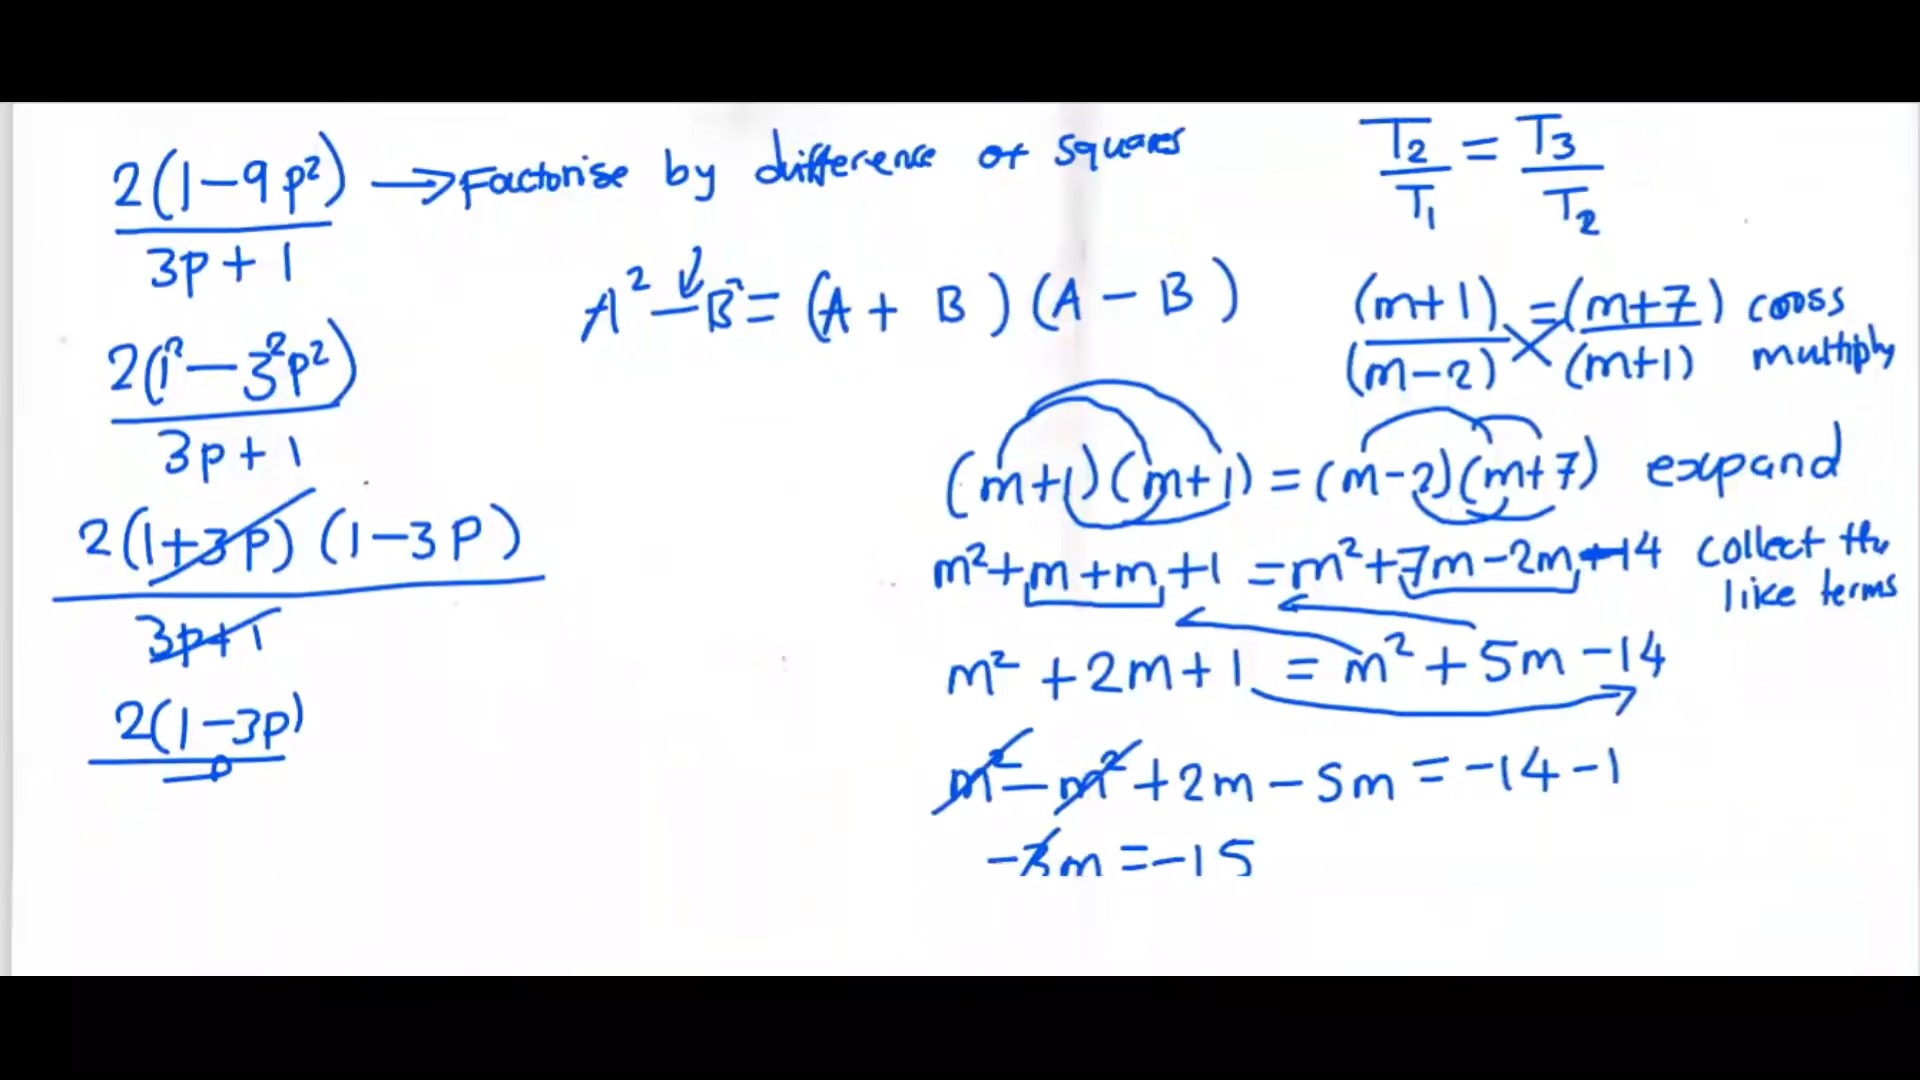 2(1-9p²) → Factorise by difference of squares
3p+1
A² - B² = (A + B)(A - B)
2(1² - 3²p²)
3p+1
2(1+3p)(1-3p)
3p+1
2(1-3p)
T₂ = T₃
T₁ T₂
(m+1) = (m+7) cross
(m-2) (m+1) multiply
(m+1)(m+1) = (m-2)(m+7) expand
m²+m+m+1 = m²+7m-2m-14 collect the
like terms
m² + 2m + 1 = m² + 5m - 14
m² - m² + 2m - 5m = -14 - 1
-3m = -15